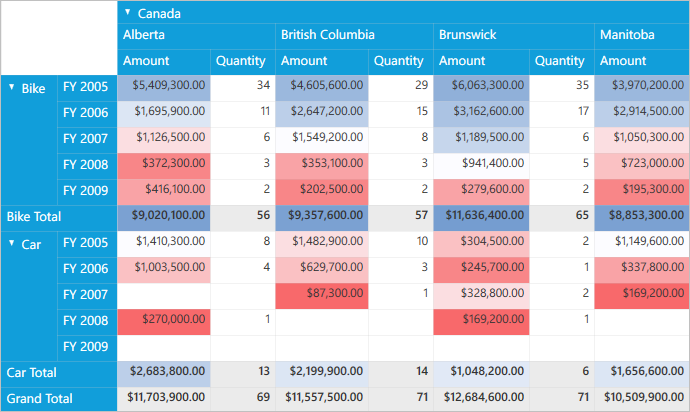 Canada
Alberta British Columbia Brunswick Manitoba
Amount Quantity Amount Quantity Amount Quantity Amount
Bike FY 2005 $5,409,300.00 34 $4,605,600.00 29 $6,063,300.00 35 $3,970,200.00
FY 2006 $1,695,900.00 11 $2,647,200.00 15 $3,162,600.00 17 $2,914,500.00
FY 2007 $1,126,500.00 6 $1,549,200.00 8 $1,189,500.00 6 $1,050,300.00
FY 2008 $372,300.00 3 $353,100.00 3 $941,400.00 5 $723,000.00
FY 2009 $416,100.00 2 $202,500.00 2 $279,600.00 2 $195,300.00
Bike Total $9,020,100.00 56 $9,357,600.00 57 $11,636,400.00 65 $8,853,300.00
Car FY 2005 $1,410,300.00 8 $1,482,900.00 10 $304,500.00 2 $1,149,600.00
FY 2006 $1,003,500.00 4 $629,700.00 3 $245,700.00 1 $337,800.00
FY 2007 $87,300.00 1 $328,800.00 2 $169,200.00
FY 2008 $270,000.00 1 $169,200.00 1
FY 2009
Car Total $2,683,800.00 13 $2,199,900.00 14 $1,048,200.00 6 $1,656,600.00
Grand Total $11,703,900.00 69 $11,557,500.00 71 $12,684,600.00 71 $10,509,900.00